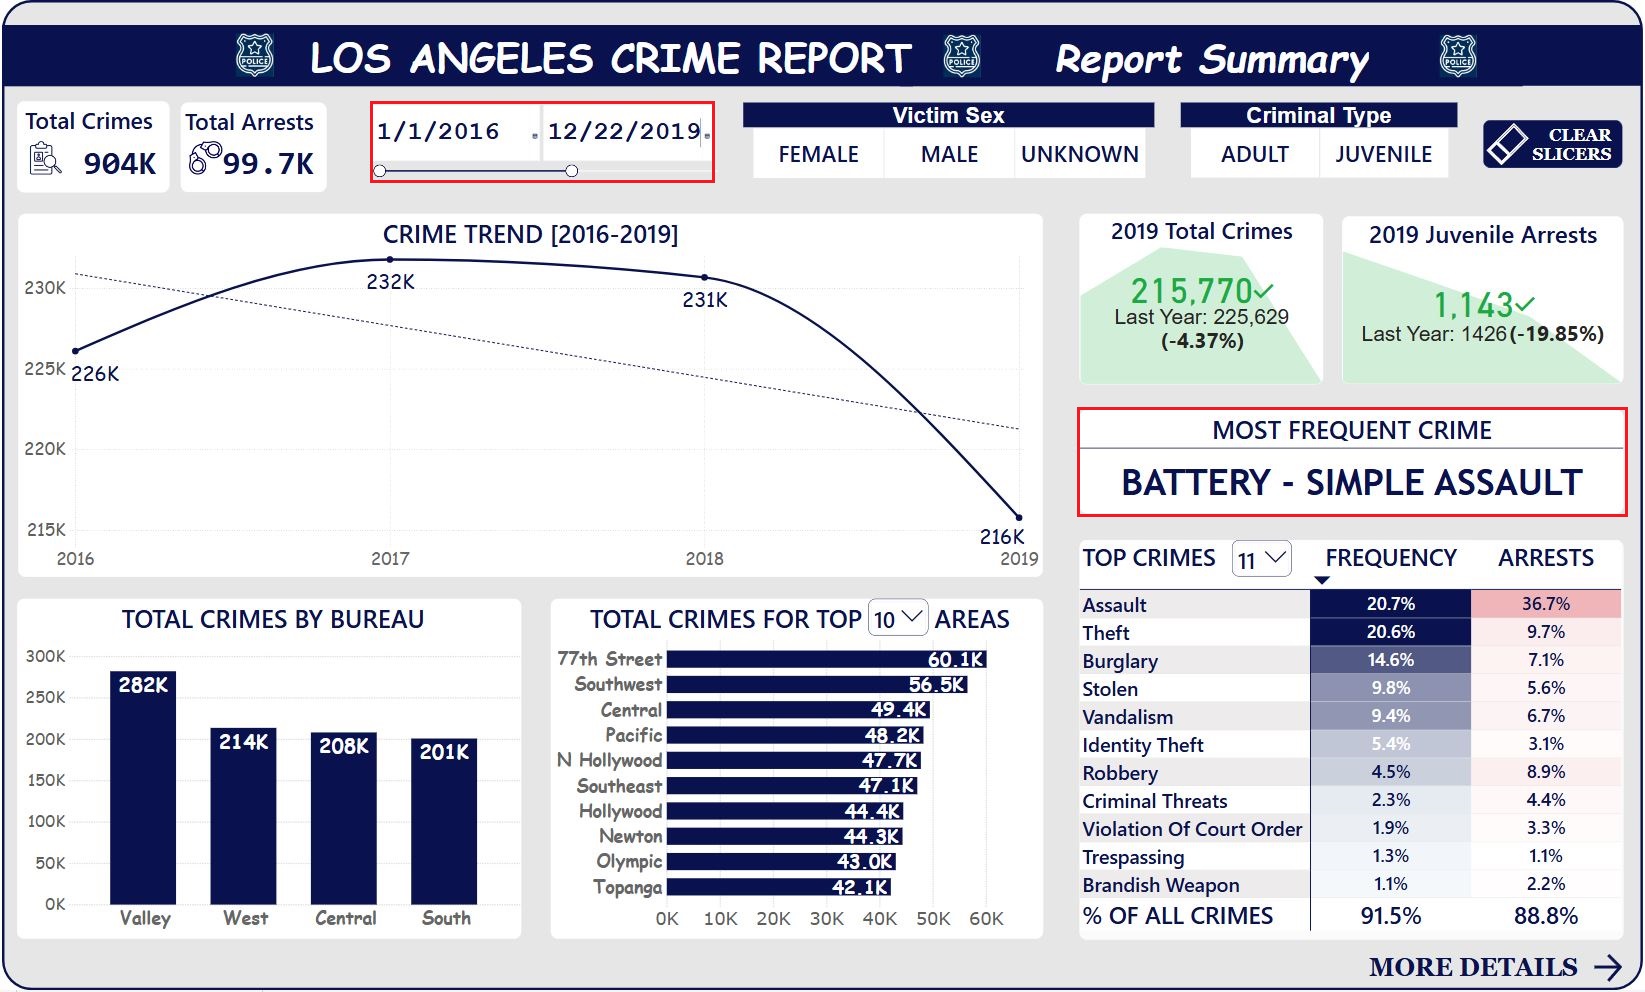 LOS ANGELES CRIME REPORT
Report Summary
POLICE
POLICE
POLICE
Total Crimes
904K
Total Arrests
99.7K
1/1/2016
12/22/2019
Victim Sex
FEMALE MALE UNKNOWN
Criminal Type
ADULT JUVENILE
CLEAR
SLICERS
CRIME TREND [2016-2019]
230K
225K
220K
215K
226K
232K
231K
216K
2016 2017 2018 2019
2019 Total Crimes
215,770
Last Year: 225,629
(-4.37%)
2019 Juvenile Arrests
1,143
Last Year: 1426 (-19.85%)
MOST FREQUENT CRIME
BATTERY - SIMPLE ASSAULT
TOTAL CRIMES BY BUREAU
300K
250K
200K
150K
100K
50K
0K
282K
214K
208K
201K
Valley West Central South
TOTAL CRIMES FOR TOP 10 AREAS
77th Street 60.1K
Southwest 56.5K
Central 49.4K
Pacific 48.2K
N Hollywood 47.7K
Southeast 47.1K
Hollywood 44.4K
Newton 44.3K
Olympic 43.0K
Topanga 42.1K
0K 10K 20K 30K 40K 50K 60K
TOP CRIMES 11 FREQUENCY ARRESTS
Assault 20.7% 36.7%
Theft 20.6% 9.7%
Burglary 14.6% 7.1%
Stolen 9.8% 5.6%
Vandalism 9.4% 6.7%
Identity Theft 5.4% 3.1%
Robbery 4.5% 8.9%
Criminal Threats 2.3% 4.4%
Violation Of Court Order 1.9% 3.3%
Trespassing 1.3% 1.1%
Brandish Weapon 1.1% 2.2%
% OF ALL CRIMES 91.5% 88.8%
MORE DETAILS